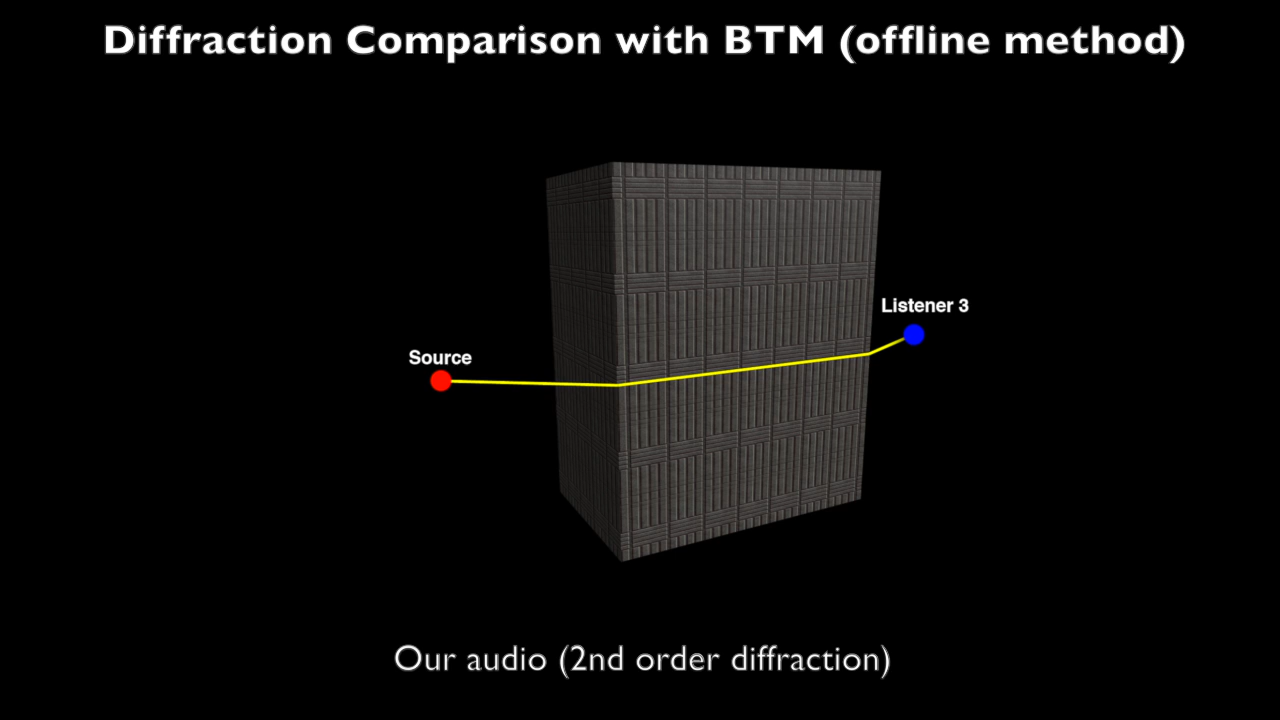 Diffraction Comparison with BTM (offline method)
Listener 3
Source
Our audio (2nd order diffraction)